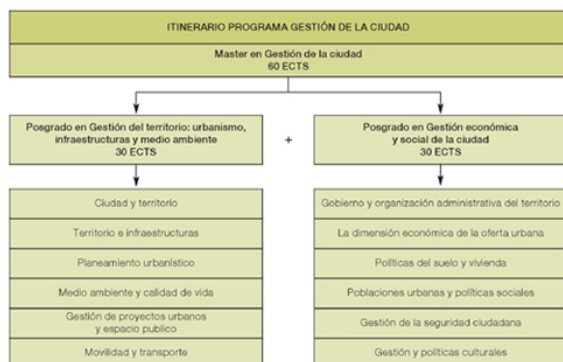 ITINERARIO PROGRAMA GESTIÓN DE LA CIUDAD
Master en Gestión de la ciudad
60 ECTS
Posgrado en Gestión del territorio: urbanismo,
infraestructuras y medio ambiente
30 ECTS
+
Posgrado en Gestión económica
y social de la ciudad
30 ECTS
Ciudad y territorio
Territorio e infraestructuras
Planeamiento urbanístico
Medio ambiente y calidad de vida
Gestión de proyectos urbanos
y espacio publico
Movilidad y transporte
Gobierno y organización administrativa del territorio
La dimensión económica de la oferta urbana
Políticas del suelo y vivienda
Poblaciones urbanas y políticas sociales
Gestión de la seguridad ciudadana
Gestión y políticas culturales